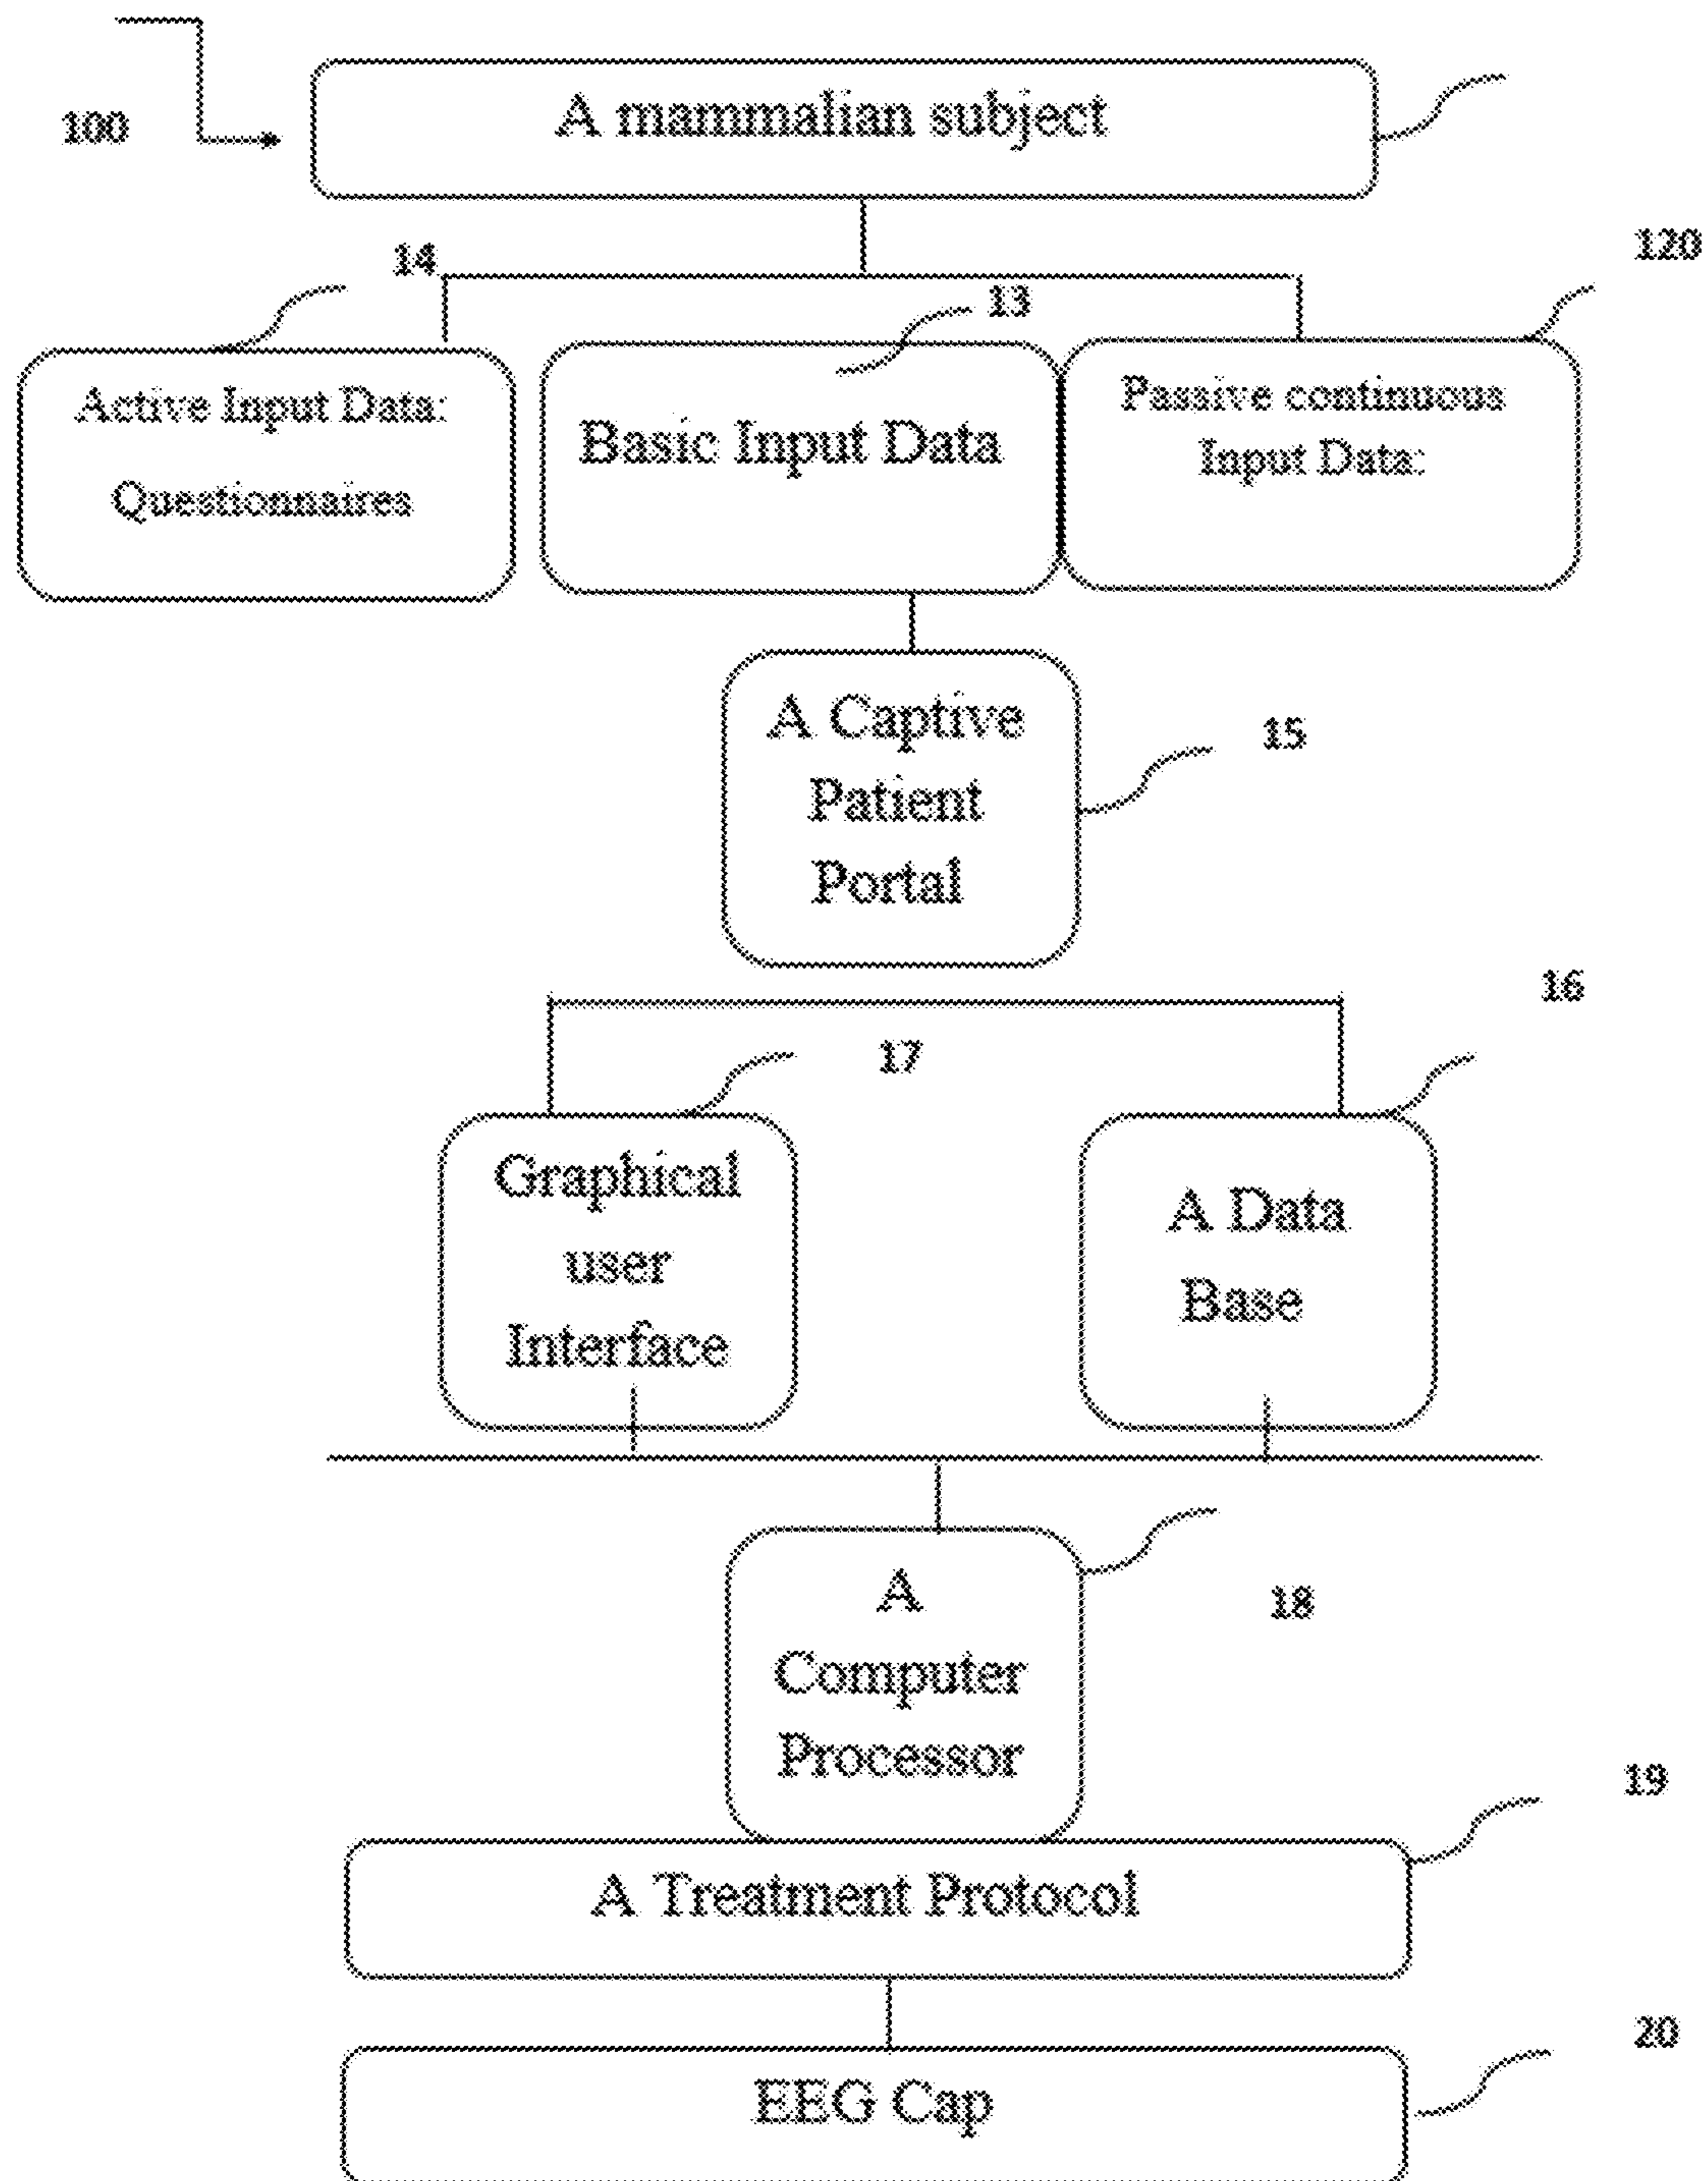 100
A mammalian subject
14
13
120
Active Input Data:
Questionnaires
Basic Input Data
Passive continuous
Input Data:
A Captive
Patient
Portal
15
16
17
Graphical
user
Interface
A Data
Base
A
Computer
Processor
18
19
A Treatment Protocol
20
EEG Cap